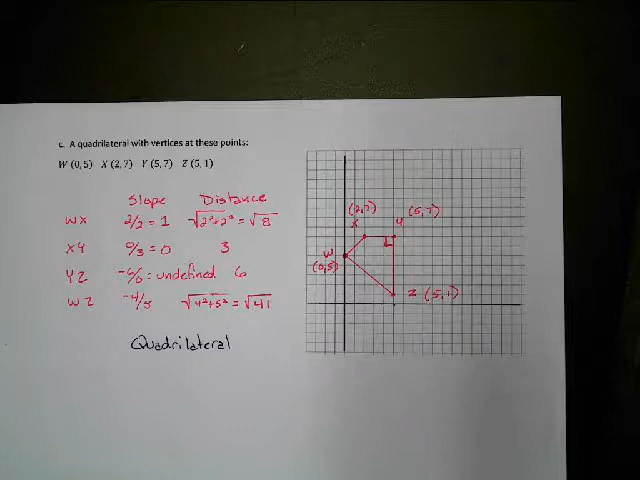 c. A quadrilateral with vertices at these points:
W (0, 5) X (2, 7) Y (5, 7) Z (5, 1)
Slope Distance
WX 2/2 = 1 √2²+2² = √8
XY 0/3 = 0 3
YZ -6/0 = undefined 6
WZ -4/5 √4²+5² = √41
Quadrilateral
(2,7) (5,7)
X Y
W
(0,5)
Z (5,1)